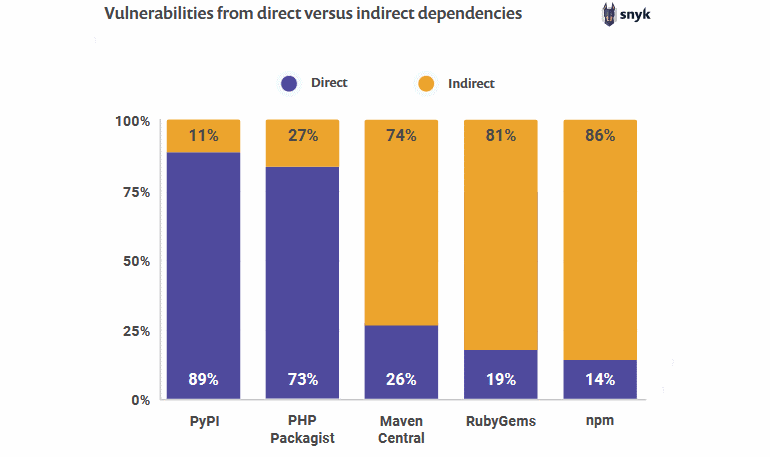 Vulnerabilities from direct versus indirect dependencies
snyk
Direct
Indirect
100%
75%
50%
25%
0%
11%
27%
74%
81%
86%
89%
73%
26%
19%
14%
PyPI
PHP
Packagist
Maven
Central
RubyGems
npm